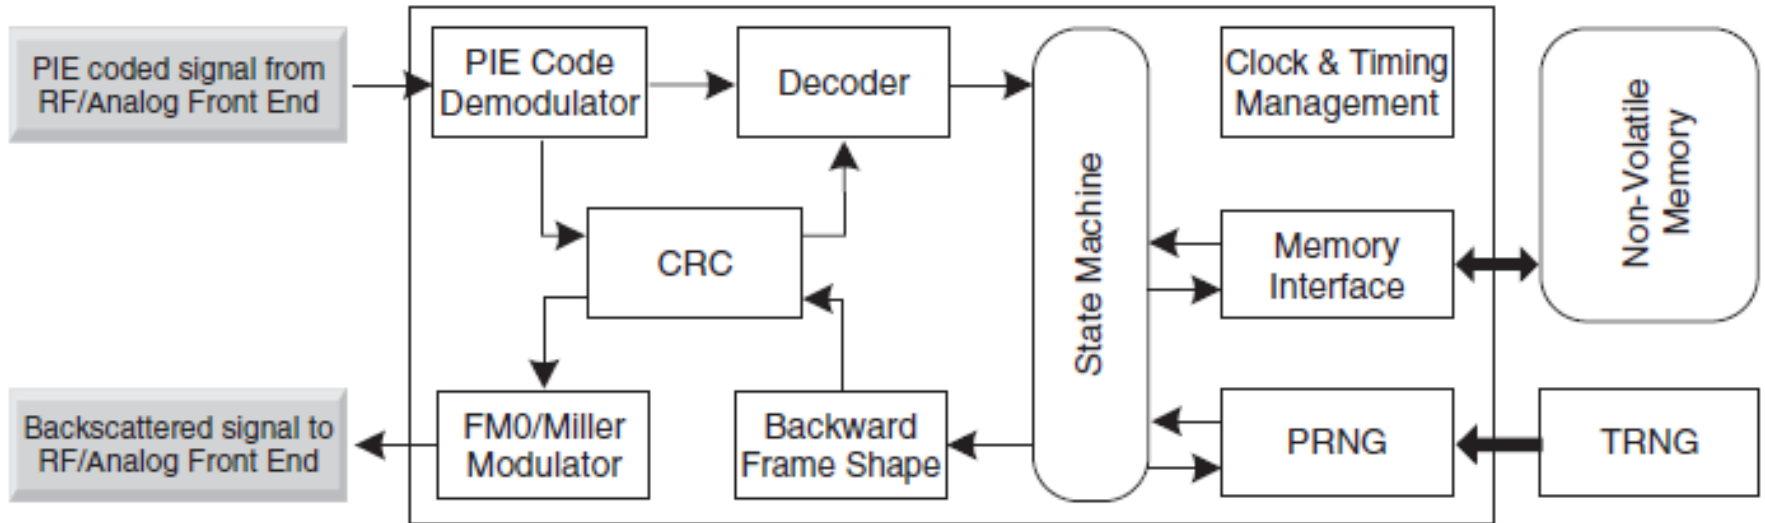 PIE coded signal from
RF/Analog Front End
PIE Code
Demodulator
Decoder
Clock & Timing
Management
Non-Volatile
Memory
State Machine
CRC
Memory
Interface
Backscattered signal to
RF/Analog Front End
FM0/Miller
Modulator
Backward
Frame Shape
PRNG
TRNG